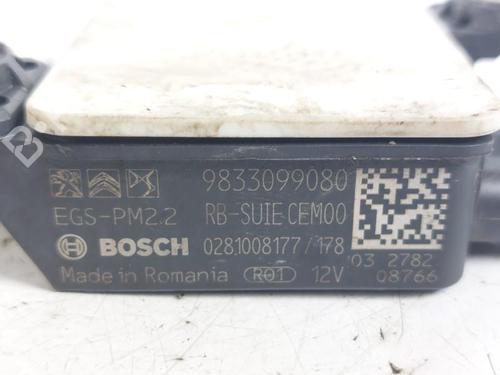 9833099080
EGS-PM2.2 RB-SUIE CEM00
BOSCH 0281008177/178
Made in Romania R01 12V
03 2782
08766